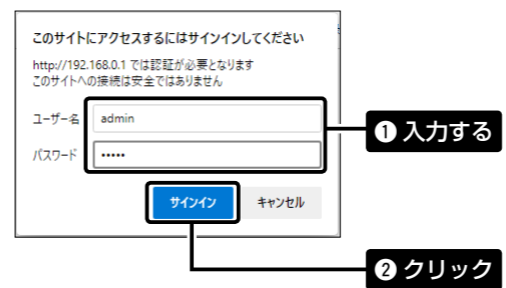 このサイトにアクセスするにはサインインしてください
http://192.168.0.1 では認証が必要となります
このサイトへの接続は安全ではありません
ユーザー名 admin
パスワード •••••
サインイン キャンセル
❶ 入力する
❷ クリック